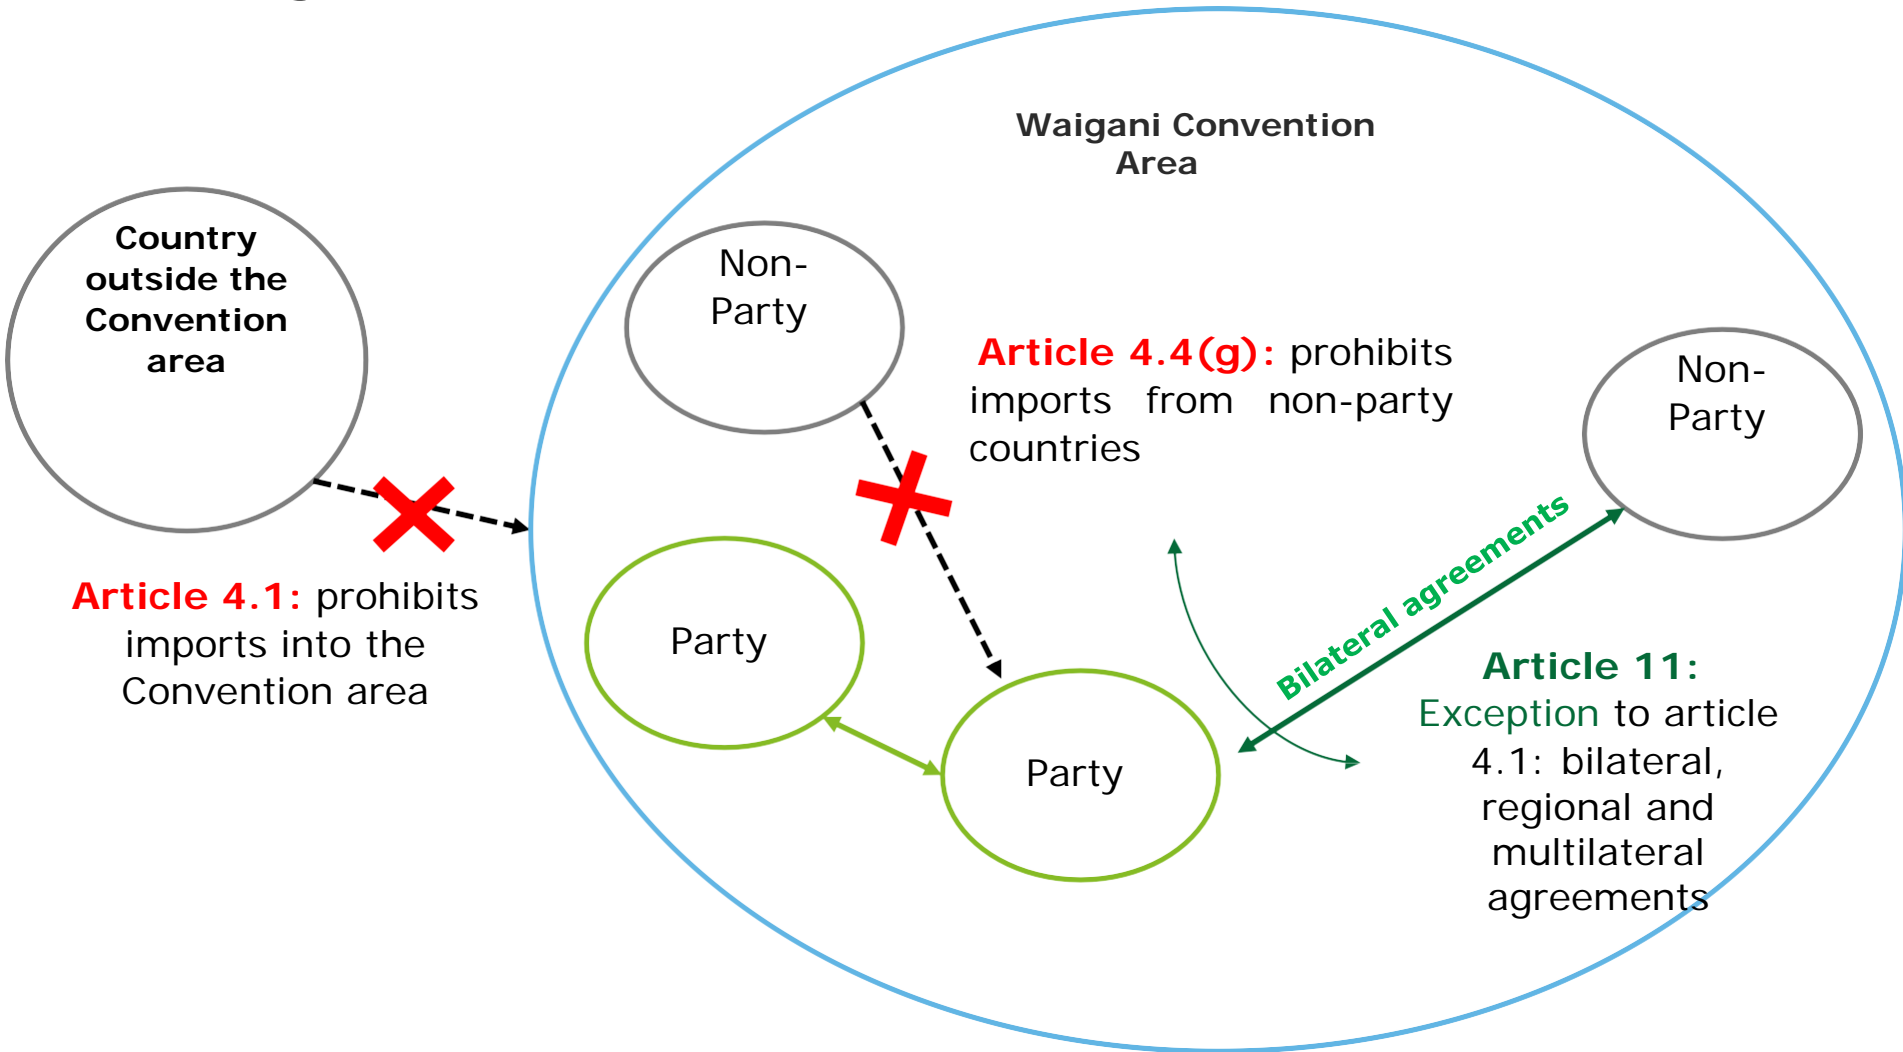 Waigani Convention
Area
Country
outside the
Convention
area
Non-
Party
Article 4.4(g): prohibits
imports from non-party
countries
Non-
Party
Article 4.1: prohibits
imports into the
Convention area
Party
Party
Bilateral agreements
Article 11:
Exception to article
4.1: bilateral,
regional and
multilateral
agreements